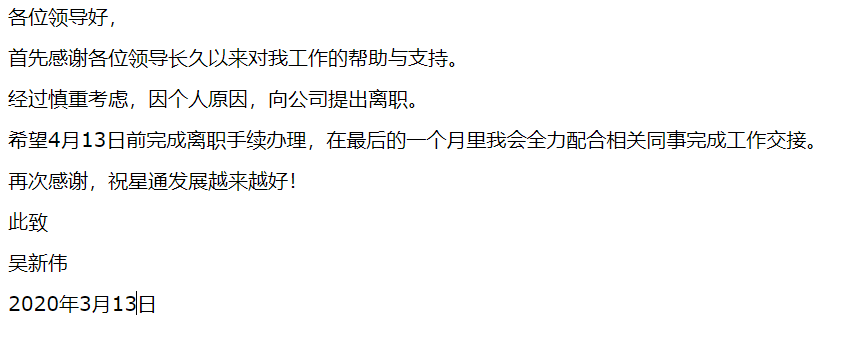 各位领导好，
首先感谢各位领导长久以来对我工作的帮助与支持。
经过慎重考虑，因个人原因，向公司提出离职。
希望4月13日前完成离职手续办理，在最后的一个月里我会全力配合相关同事完成工作交接。
再次感谢，祝星通发展越来越好！
此致
吴新伟
2020年3月13日